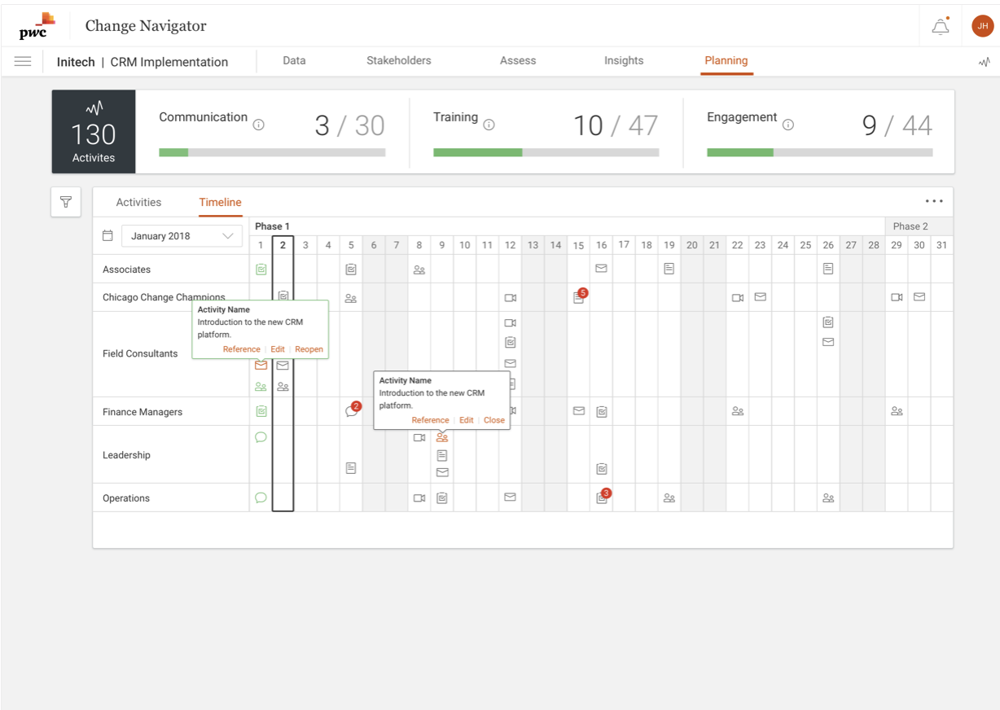 pwc
Change Navigator
JH
Initech | CRM Implementation
Data
Stakeholders
Assess
Insights
Planning
130
Activites
Communication
3 / 30
Training
10 / 47
Engagement
9 / 44
Activities
Timeline
January 2018
Phase 1
Phase 2
1 2 3 4 5 6 7 8 9 10 11 12 13 14 15 16 17 18 19 20 21 22 23 24 25 26 27 28 29 30 31
Associates
Chicago Change Champions
5
Activity Name
Introduction to the new CRM
platform.
Reference | Edit | Reopen
Field Consultants
Activity Name
Introduction to the new CRM
platform.
Reference | Edit | Close
Finance Managers
2
Leadership
Operations
3